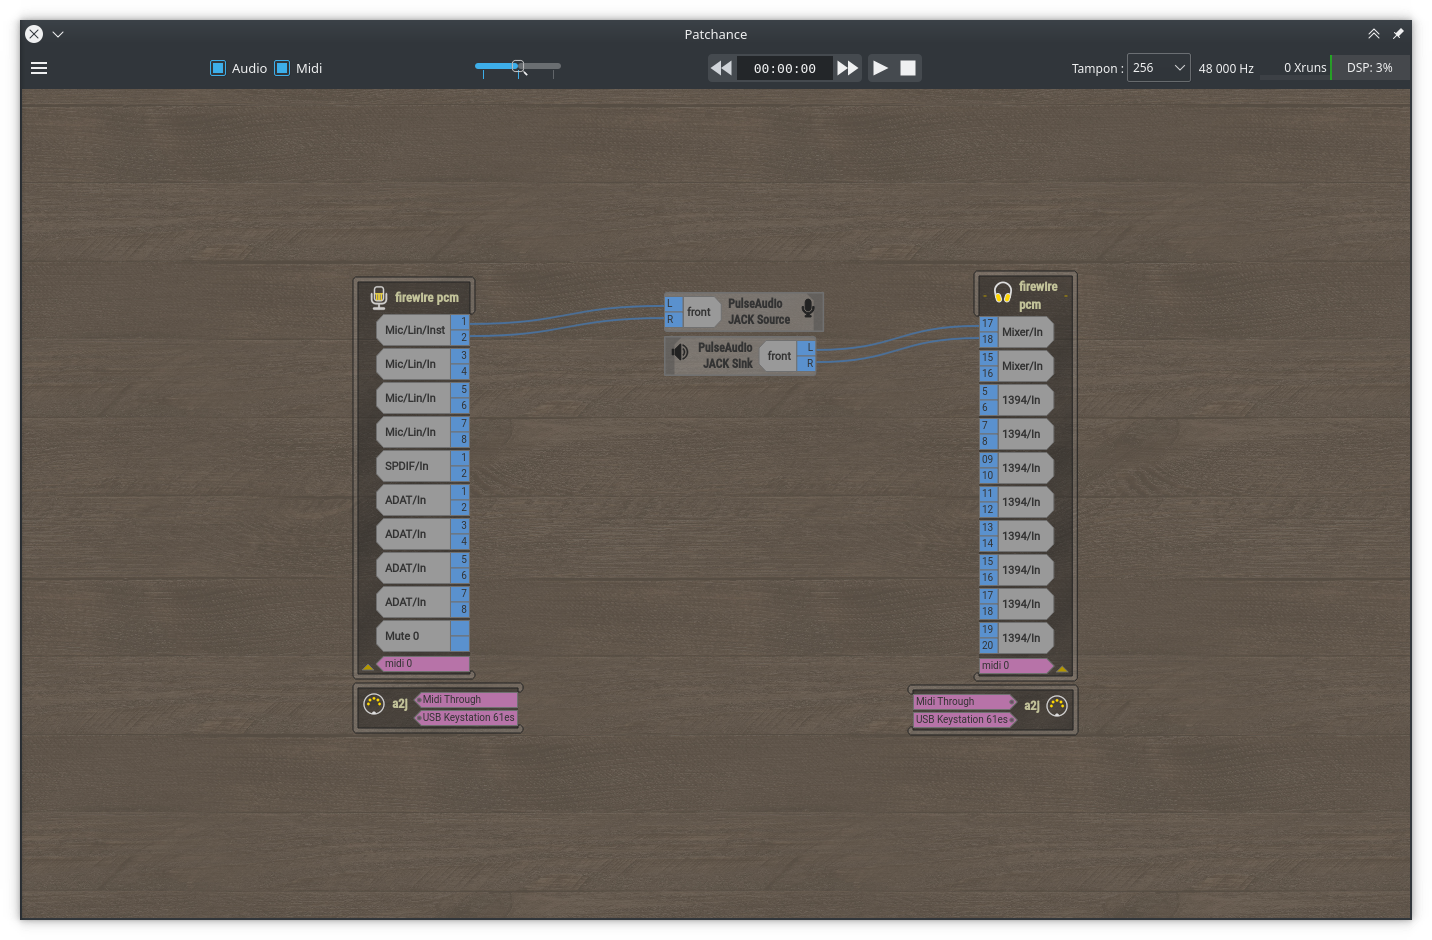 Patchance
Audio Midi 00:00:00 Tampon : 256 48 000 Hz 0 Xruns DSP: 3%
firewire pcm
Mic/Lin/Inst 1
2
Mic/Lin/In 3
4
Mic/Lin/In 5
6
Mic/Lin/In 7
8
SPDIF/In 1
2
ADAT/In 1
2
ADAT/In 3
4
ADAT/In 5
6
ADAT/In 7
8
Mute 0
midi 0
a2j Midi Through
USB Keystation 61es
L front PulseAudio
R JACK Source
PulseAudio front L
JACK Sink R
firewire
pcm
17 Mixer/In
18
15 Mixer/In
16
5 1394/In
6
7 1394/In
8
09 1394/In
10
11 1394/In
12
13 1394/In
14
15 1394/In
16
17 1394/In
18
19 1394/In
20
midi 0
Midi Through a2j
USB Keystation 61es